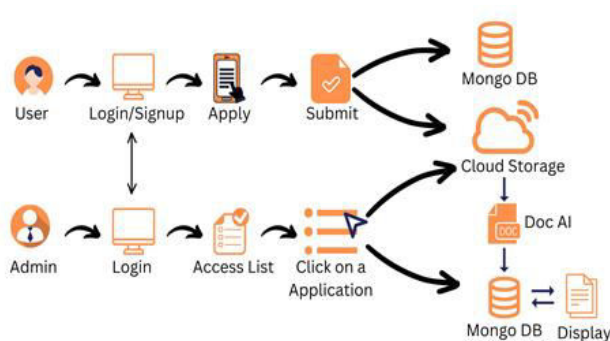 Mongo DB
User
Login/Signup
Apply
Submit
Cloud Storage
DOC
Doc AI
Admin
Login
Access List
Click on a
Application
Mongo DB
Display